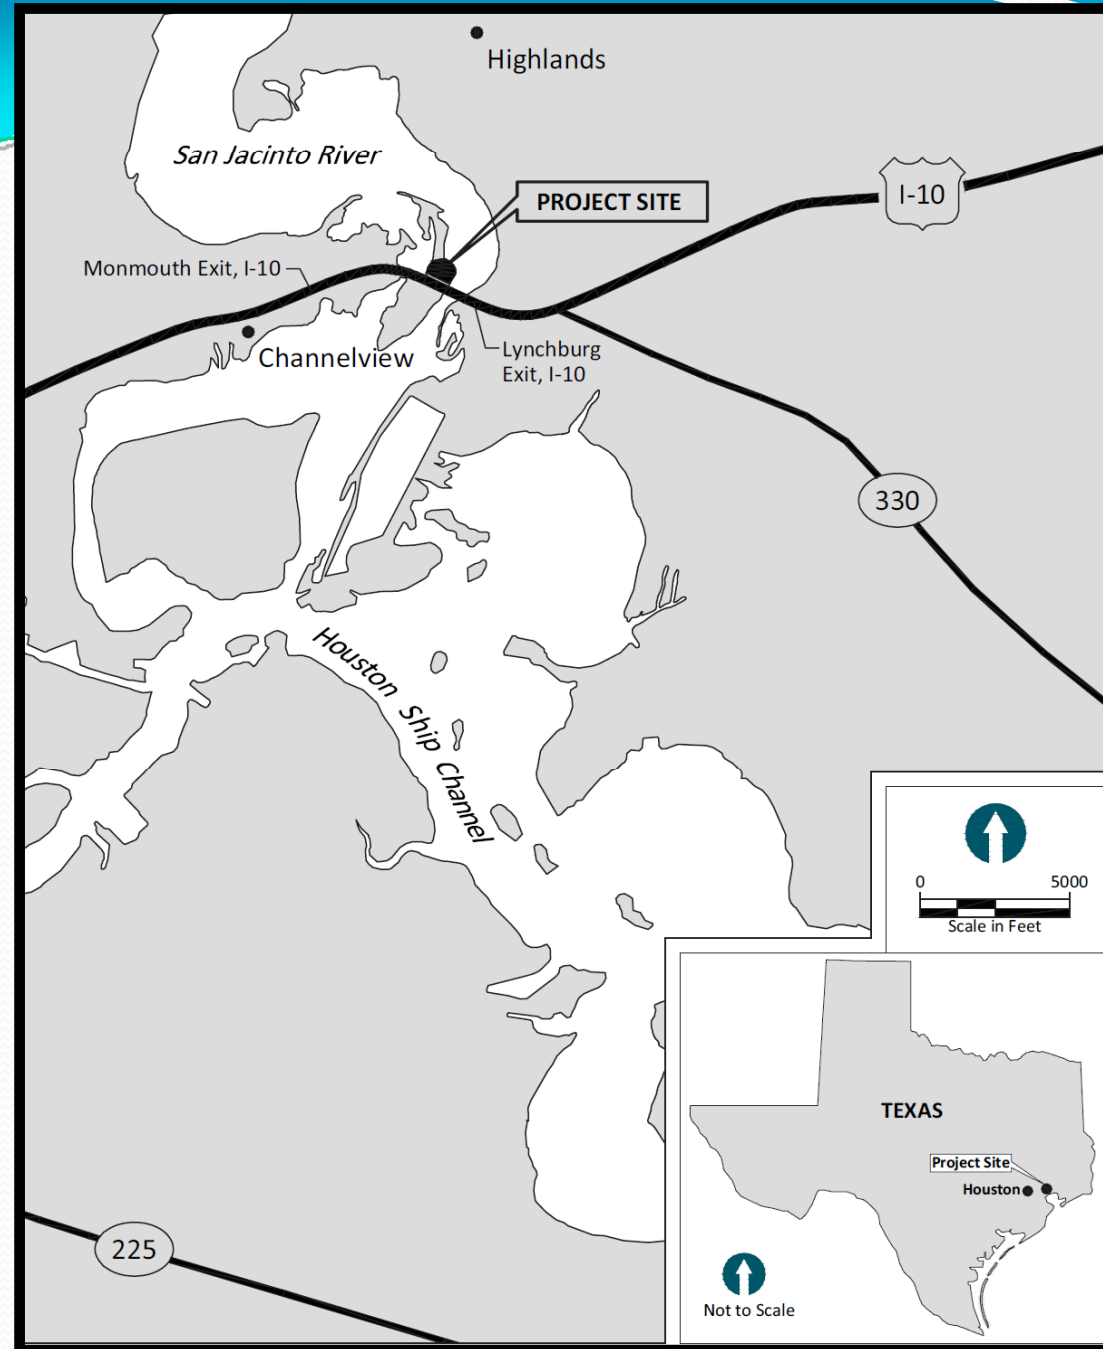 Highlands
San Jacinto River
PROJECT SITE
I-10
Monmouth Exit, I-10
Channelview
Lynchburg
Exit, I-10
330
Houston Ship Channel
0 5000
Scale in Feet
TEXAS
Project Site
Houston
225
Not to Scale